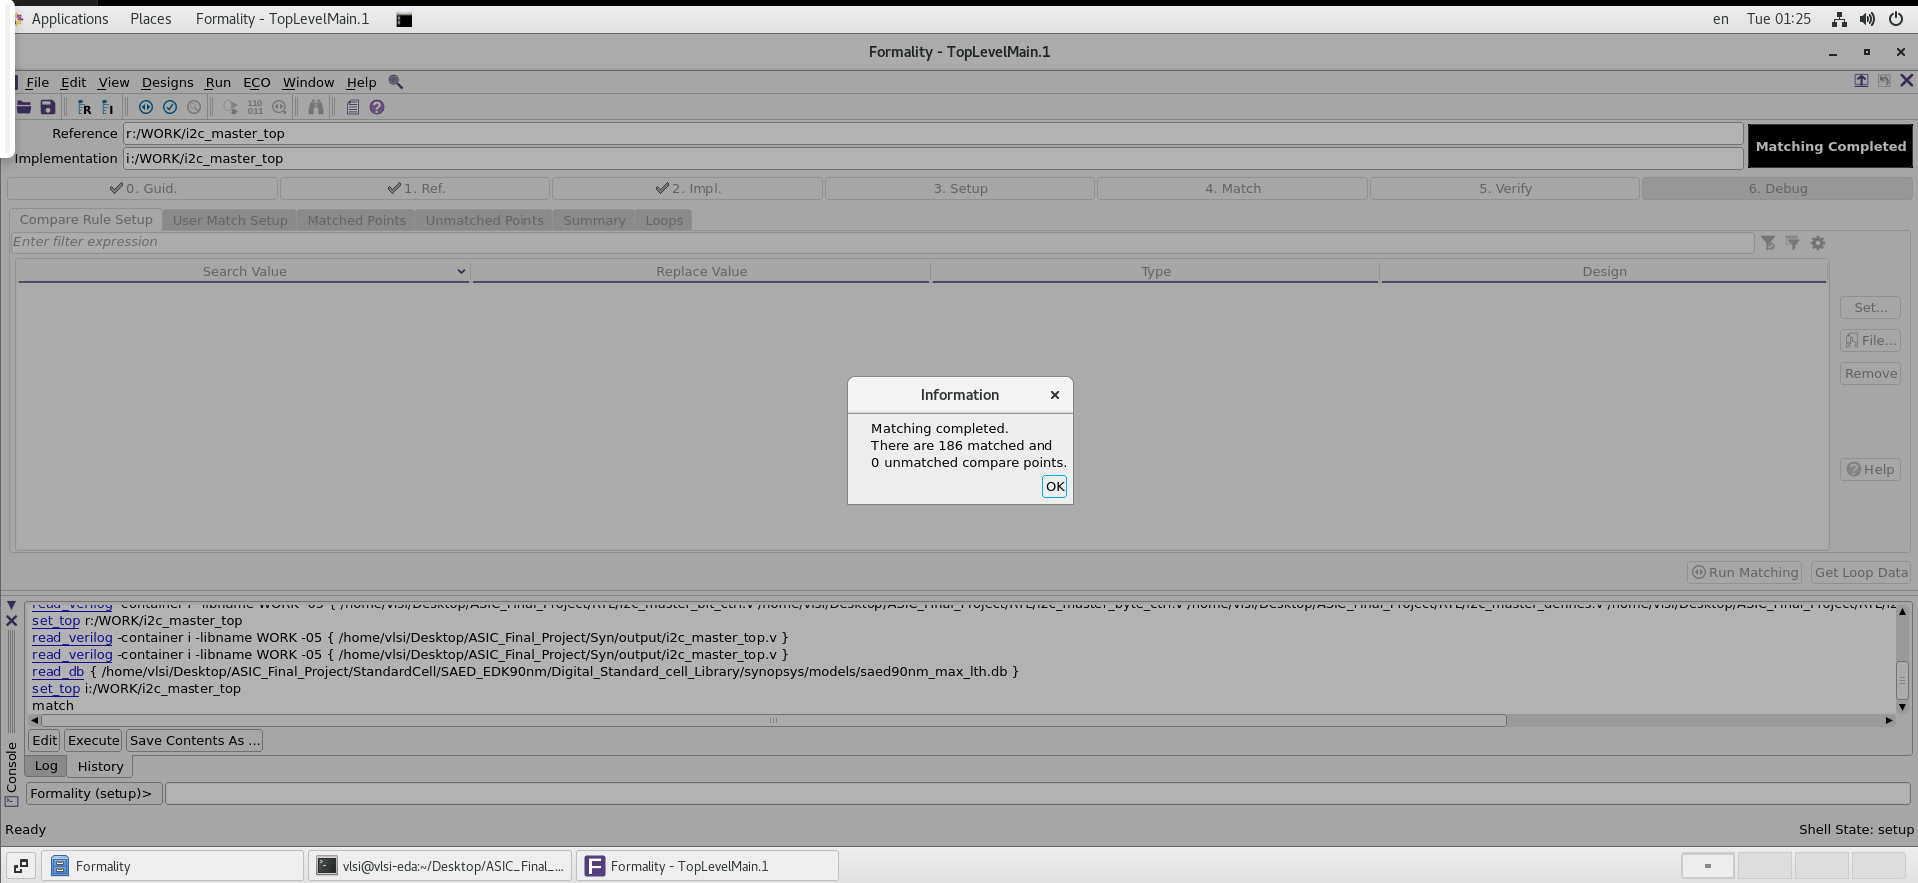 Applications Places Formality - TopLevelMain.1 en Tue 01:25
Formality - TopLevelMain.1
File Edit View Designs Run ECO Window Help
Reference r:/WORK/i2c_master_top
Implementation i:/WORK/i2c_master_top
Matching Completed
0. Guid. 1. Ref. 2. Impl. 3. Setup 4. Match 5. Verify 6. Debug
Compare Rule Setup User Match Setup Matched Points Unmatched Points Summary Loops
Enter filter expression
Search Value Replace Value Type Design
Set...
File...
Remove
Help
Information
Matching completed.
There are 186 matched and
0 unmatched compare points.
OK
Run Matching Get Loop Data
set_top r:/WORK/i2c_master_top
read_verilog -container i -libname WORK -05 { /home/vlsi/Desktop/ASIC_Final_Project/Syn/output/i2c_master_top.v }
read_verilog -container i -libname WORK -05 { /home/vlsi/Desktop/ASIC_Final_Project/Syn/output/i2c_master_top.v }
read_db { /home/vlsi/Desktop/ASIC_Final_Project/StandardCell/SAED_EDK90nm/Digital_Standard_cell_Library/synopsys/models/saed90nm_max_lth.db }
set_top i:/WORK/i2c_master_top
match
Edit Execute Save Contents As ...
Console
Log History
Formality (setup)>
Ready Shell State: setup
Formality vlsi@vlsi-eda:~/Desktop/ASIC_Final_... Formality - TopLevelMain.1